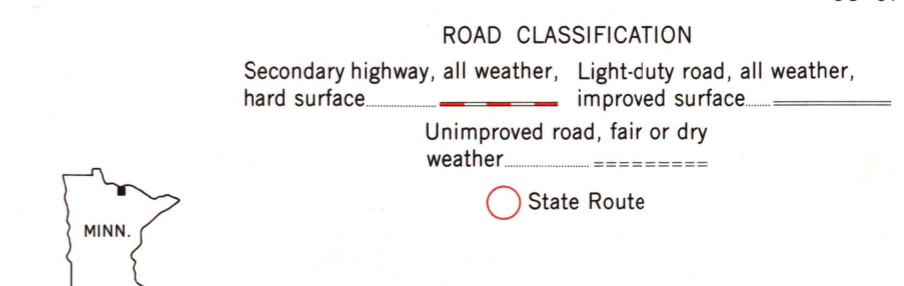 ROAD CLASSIFICATION
Secondary highway, all weather, Light-duty road, all weather,
hard surface improved surface
Unimproved road, fair or dry
weather
State Route
MINN.